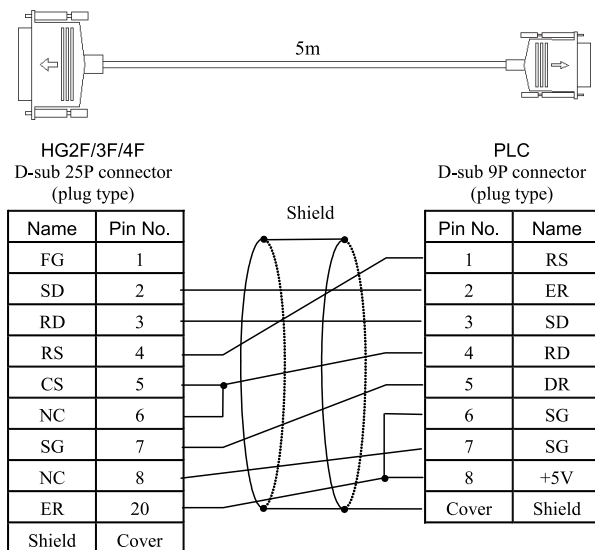 5m
HG2F/3F/4F
D-sub 25P connector
(plug type)
PLC
D-sub 9P connector
(plug type)
Shield
Name Pin No.
FG 1
SD 2
RD 3
RS 4
CS 5
NC 6
SG 7
NC 8
ER 20
Shield Cover
Pin No. Name
1 RS
2 ER
3 SD
4 RD
5 DR
6 SG
7 SG
8 +5V
Cover Shield